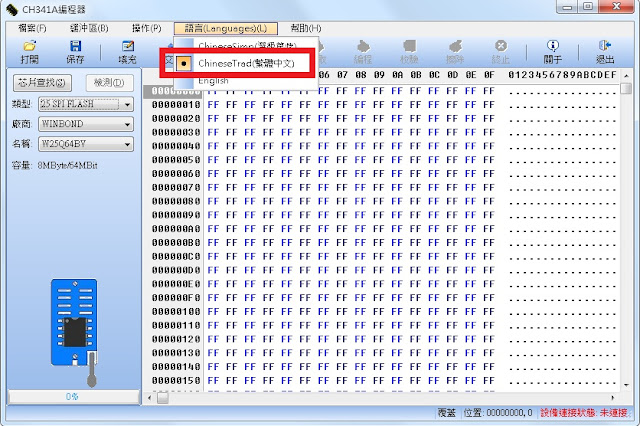 CH341A編程器
檔案(F) 緩沖區(B) 操作(P) 語言(Languages)(L) 幫助(H)
ChineseTrad(繁體中文)
English
打開 保存 填充 編程 校驗 擦除 終止 關于 退出
芯片查找(S) 檢測(D)
類型: 25 SPI FLASH
廠商: WINBOND
名稱: W25Q64BV
容量: 8MByte/64MBit
06 07 08 09 0A 0B 0C 0D 0E 0F 0123456789ABCDEF
00000000 FF FF FF FF FF FF FF FF FF FF FF FF FF FF FF FF ................
00000010 FF FF FF FF FF FF FF FF FF FF FF FF FF FF FF FF ................
00000020 FF FF FF FF FF FF FF FF FF FF FF FF FF FF FF FF ................
00000030 FF FF FF FF FF FF FF FF FF FF FF FF FF FF FF FF ................
00000040 FF FF FF FF FF FF FF FF FF FF FF FF FF FF FF FF ................
00000050 FF FF FF FF FF FF FF FF FF FF FF FF FF FF FF FF ................
00000060 FF FF FF FF FF FF FF FF FF FF FF FF FF FF FF FF ................
00000070 FF FF FF FF FF FF FF FF FF FF FF FF FF FF FF FF ................
00000080 FF FF FF FF FF FF FF FF FF FF FF FF FF FF FF FF ................
00000090 FF FF FF FF FF FF FF FF FF FF FF FF FF FF FF FF ................
000000A0 FF FF FF FF FF FF FF FF FF FF FF FF FF FF FF FF ................
000000B0 FF FF FF FF FF FF FF FF FF FF FF FF FF FF FF FF ................
000000C0 FF FF FF FF FF FF FF FF FF FF FF FF FF FF FF FF ................
000000D0 FF FF FF FF FF FF FF FF FF FF FF FF FF FF FF FF ................
000000E0 FF FF FF FF FF FF FF FF FF FF FF FF FF FF FF FF ................
000000F0 FF FF FF FF FF FF FF FF FF FF FF FF FF FF FF FF ................
00000100 FF FF FF FF FF FF FF FF FF FF FF FF FF FF FF FF ................
00000110 FF FF FF FF FF FF FF FF FF FF FF FF FF FF FF FF ................
00000120 FF FF FF FF FF FF FF FF FF FF FF FF FF FF FF FF ................
00000130 FF FF FF FF FF FF FF FF FF FF FF FF FF FF FF FF ................
00000140 FF FF FF FF FF FF FF FF FF FF FF FF FF FF FF FF ................
00000150 FF FF FF FF FF FF FF FF FF FF FF FF FF FF FF FF ................
0%
覆蓋 位置: 00000000,0 設備連接狀態: 未連接